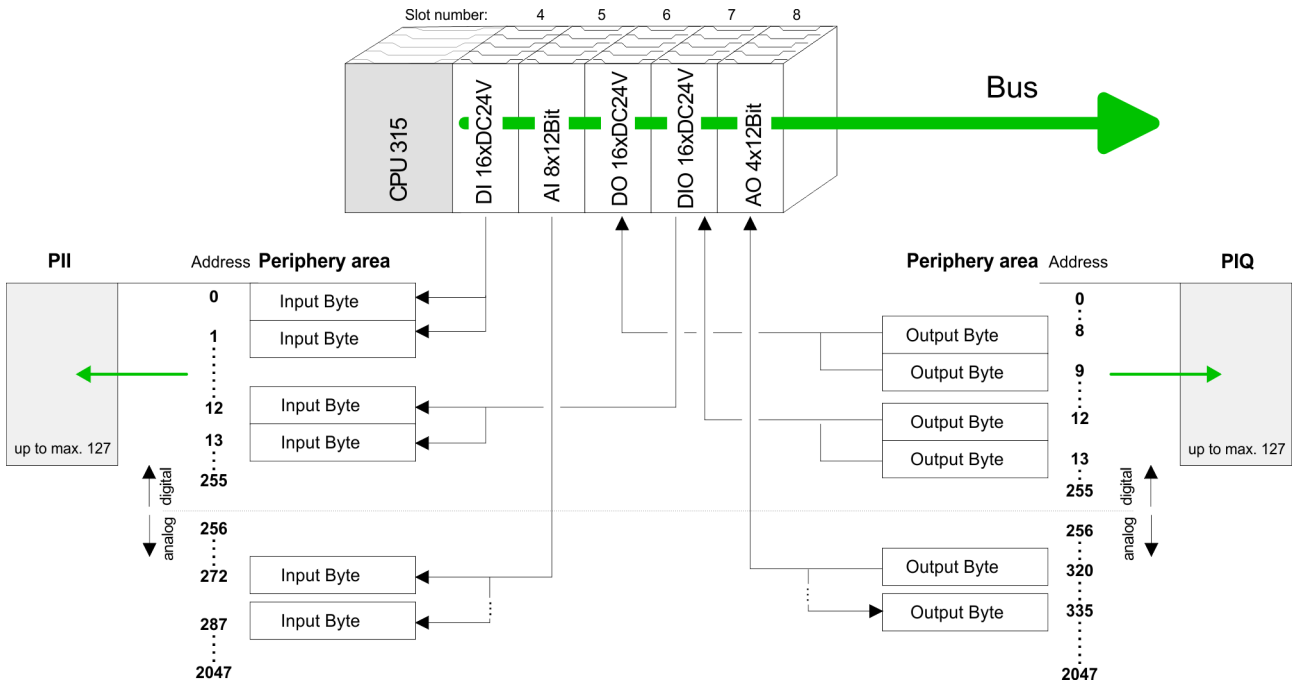 Slot number: 4 5 6 7 8
CPU 315
DI 16xDC24V
AI 8x12Bit
DO 16xDC24V
DIO 16xDC24V
AO 4x12Bit
Bus
PII
Address Periphery area
0 Input Byte
1 Input Byte
12 Input Byte
13 Input Byte
up to max. 127
255
digital
analog
256
272 Input Byte
287 Input Byte
2047
Periphery area Address
PIQ
0
Output Byte 8
Output Byte 9
Output Byte 12
Output Byte 13
up to max. 127
255
digital
analog
256
Output Byte 320
Output Byte 335
2047